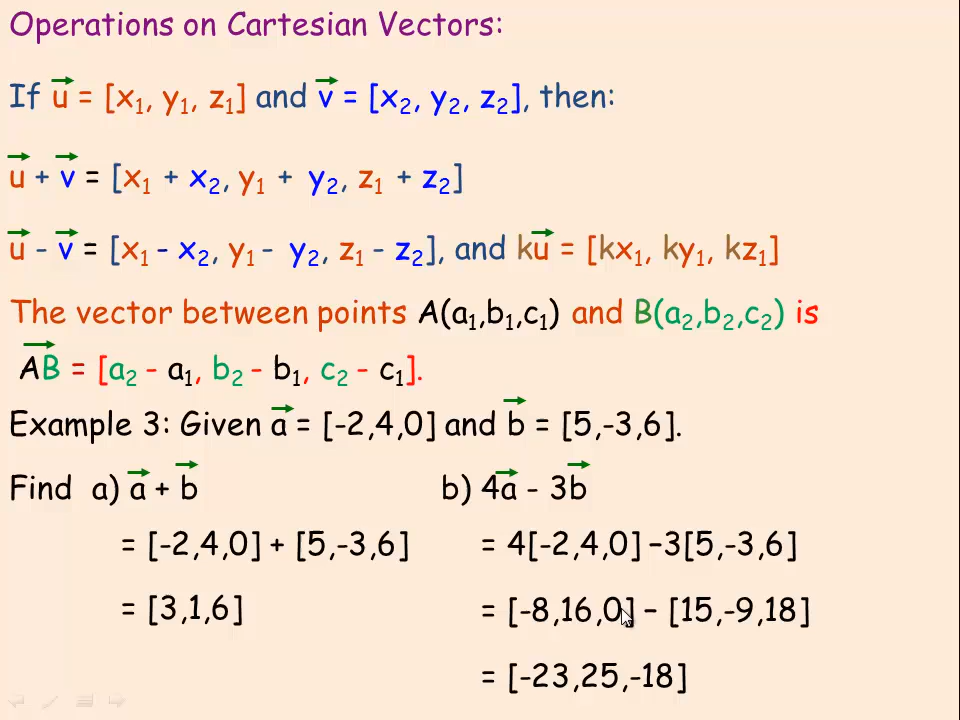 Operations on Cartesian Vectors:
If u⃗ = [x₁, y₁, z₁] and v⃗ = [x₂, y₂, z₂], then:
u⃗ + v⃗ = [x₁ + x₂, y₁ + y₂, z₁ + z₂]
u⃗ - v⃗ = [x₁ - x₂, y₁ - y₂, z₁ - z₂], and ku⃗ = [kx₁, ky₁, kz₁]
The vector between points A(a₁,b₁,c₁) and B(a₂,b₂,c₂) is
A⃗B⃗ = [a₂ - a₁, b₂ - b₁, c₂ - c₁].
Example 3: Given a⃗ = [-2,4,0] and b⃗ = [5,-3,6].
Find a) a⃗ + b⃗ b) 4a⃗ - 3b⃗
= [-2,4,0] + [5,-3,6] = 4[-2,4,0] –3[5,-3,6]
= [3,1,6] = [-8,16,0] – [15,-9,18]
= [-23,25,-18]